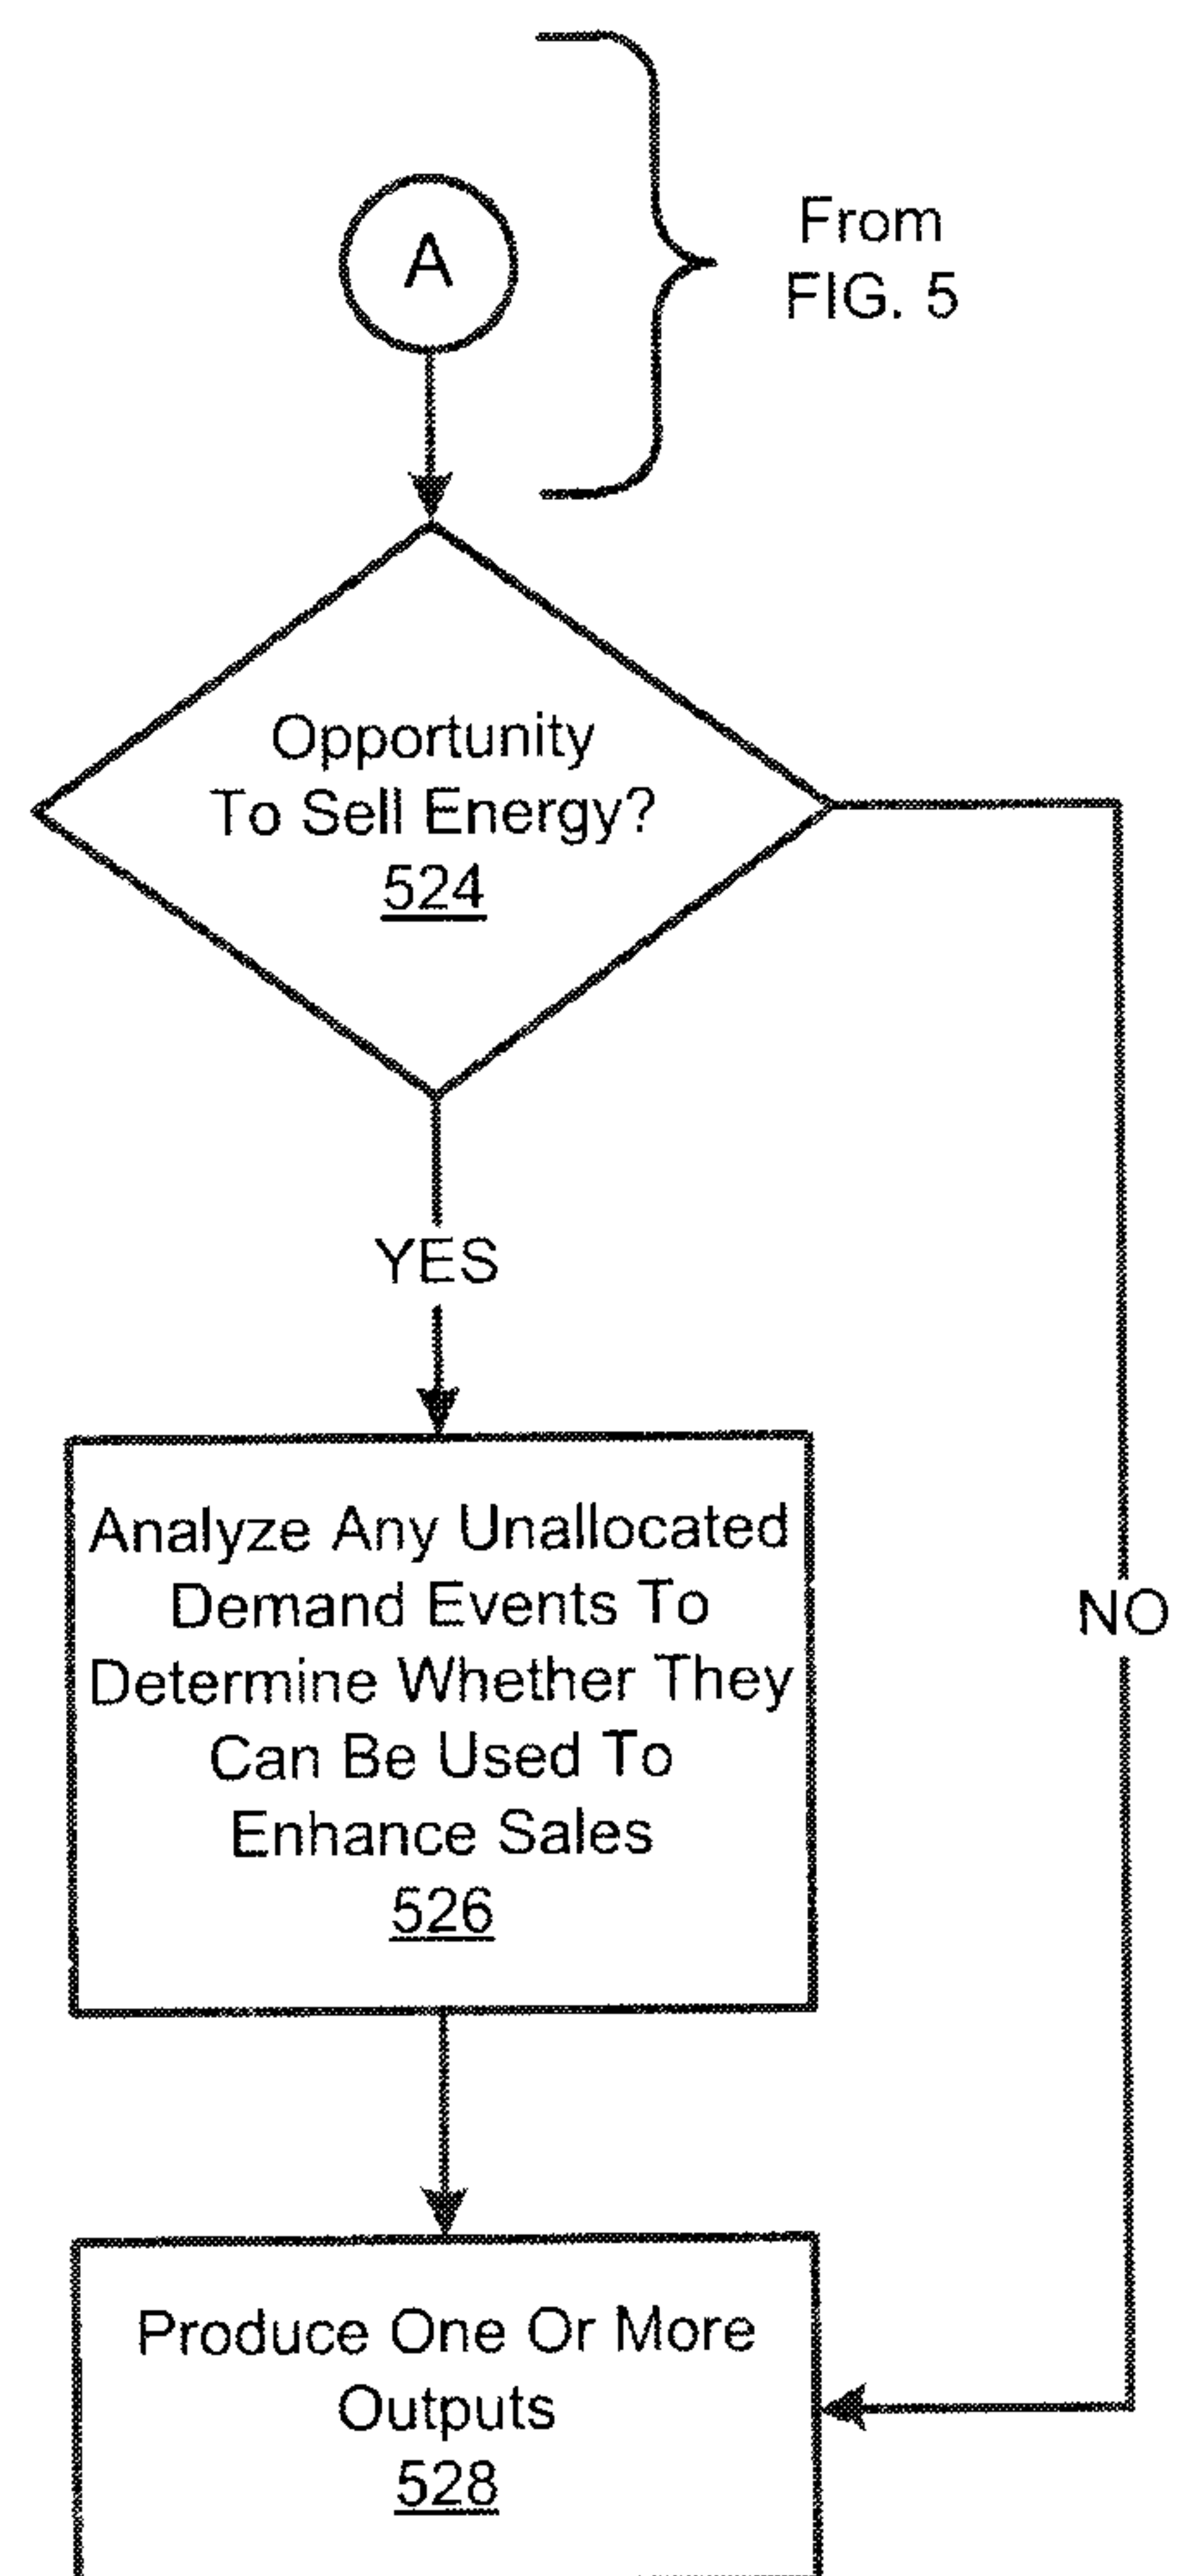 A
From
FIG. 5
Opportunity
To Sell Energy?
524
YES
Analyze Any Unallocated
Demand Events To
Determine Whether They
Can Be Used To
Enhance Sales
526
NO
Produce One Or More
Outputs
528